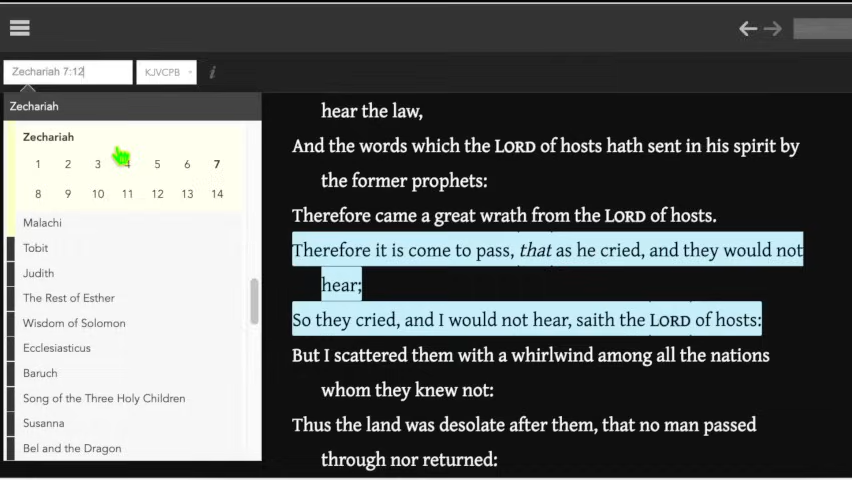 Zechariah 7:12
KJVCPB
i
Zechariah
Zechariah
1 2 3 4 5 6 7
8 9 10 11 12 13 14
Malachi
Tobit
Judith
The Rest of Esther
Wisdom of Solomon
Ecclesiasticus
Baruch
Song of the Three Holy Children
Susanna
Bel and the Dragon
hear the law,
And the words which the LORD of hosts hath sent in his spirit by
the former prophets:
Therefore came a great wrath from the LORD of hosts.
Therefore it is come to pass, that as he cried, and they would not
hear;
So they cried, and I would not hear, saith the LORD of hosts:
But I scattered them with a whirlwind among all the nations
whom they knew not:
Thus the land was desolate after them, that no man passed
through nor returned: